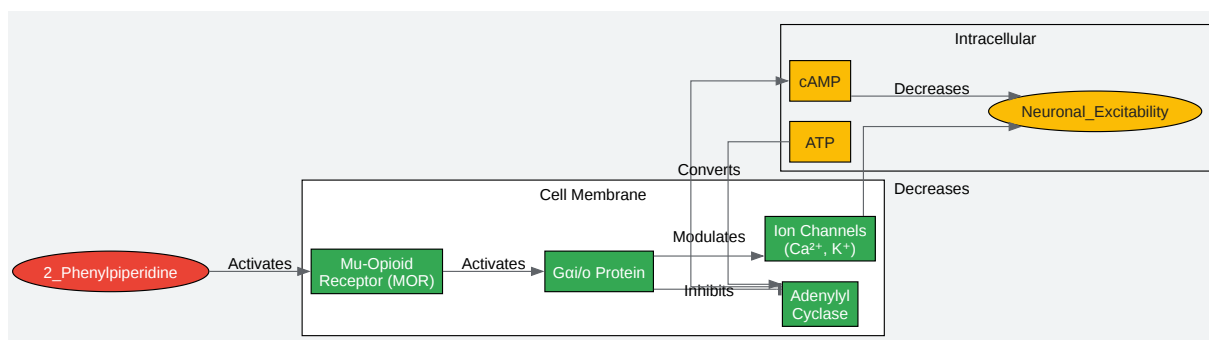 Intracellular
cAMP
Decreases
Neuronal_Excitability
ATP
Converts
Cell Membrane
Decreases
Ion Channels
(Ca²⁺, K⁺)
Modulates
2_Phenylpiperidine
Activates
Mu-Opioid
Receptor (MOR)
Activates
Gαi/o Protein
Inhibits
Adenylyl
Cyclase